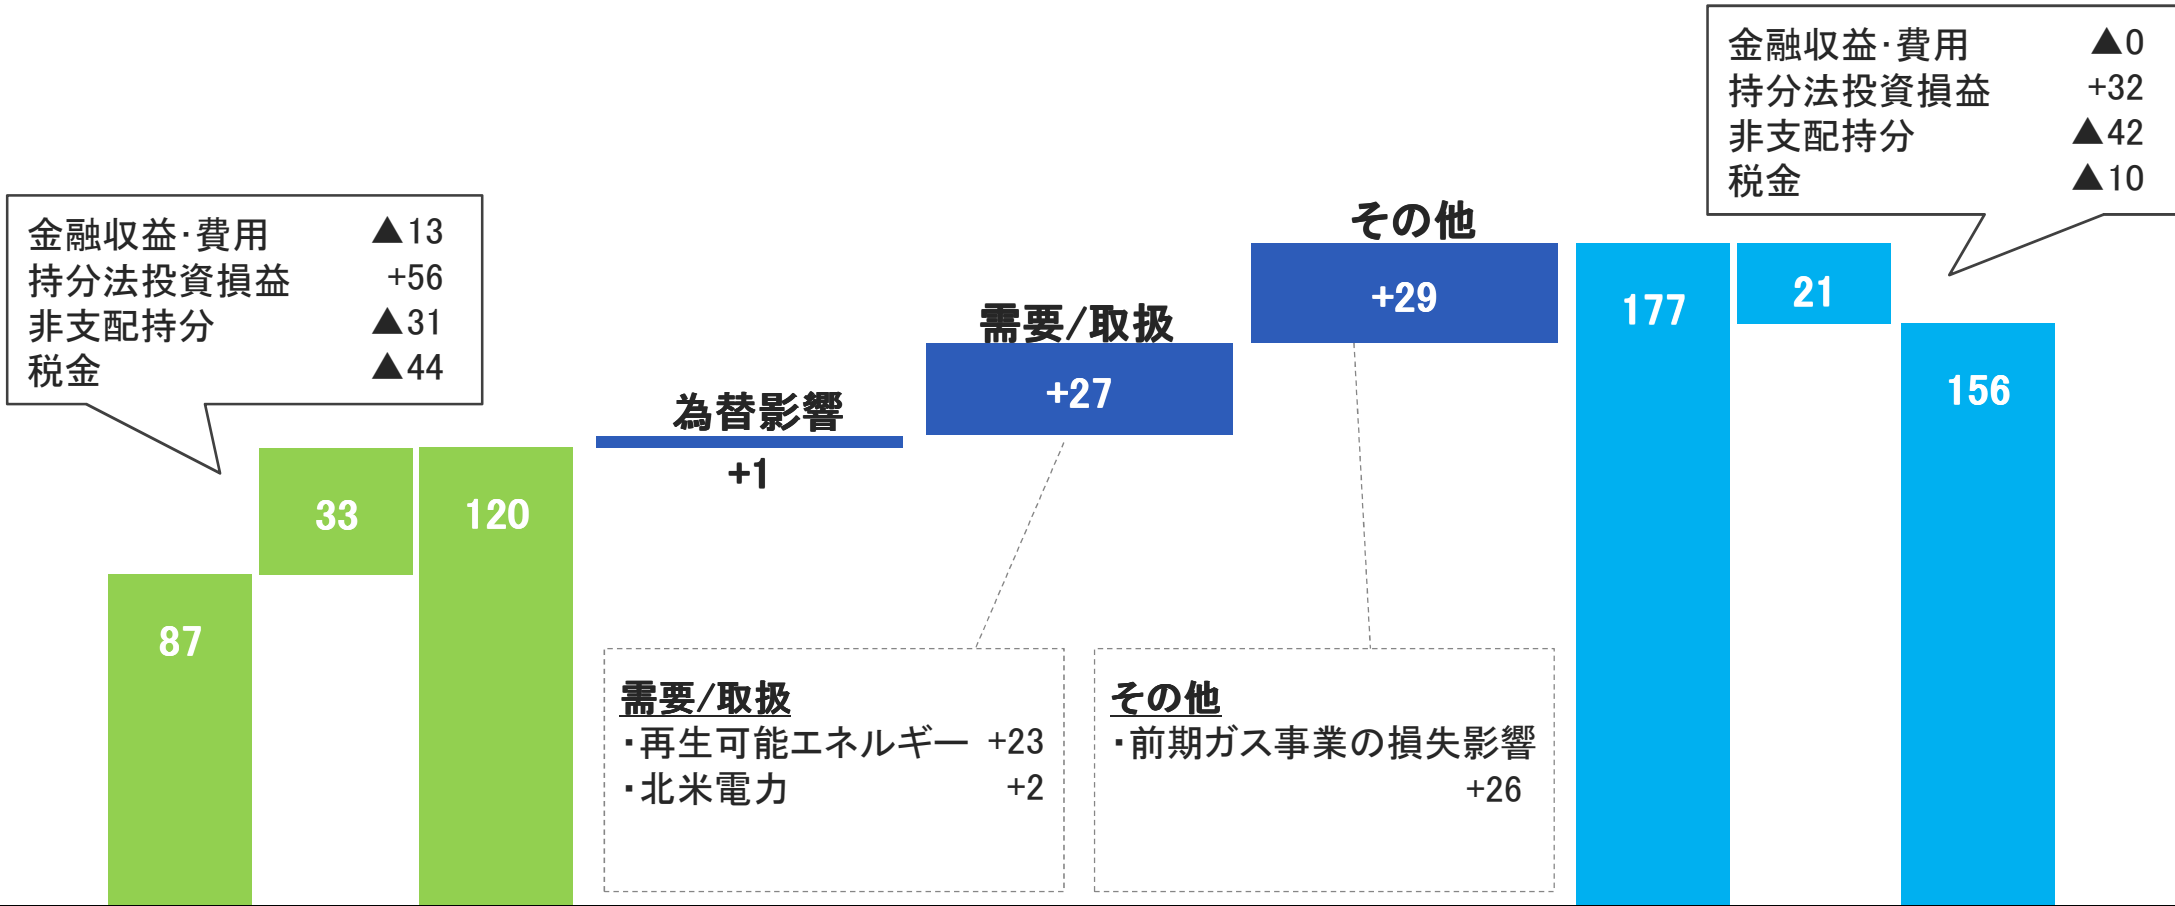 金融収益・費用 ▲0
持分法投資損益 +32
非支配持分 ▲42
税金 ▲10
金融収益・費用 ▲13
持分法投資損益 +56
非支配持分 ▲31
税金 ▲44
87
33
120
為替影響
+1
需要/取扱
+27
その他
+29
177
21
156
需要/取扱
・再生可能エネルギー +23
・北米電力 +2
その他
・前期ガス事業の損失影響
+26